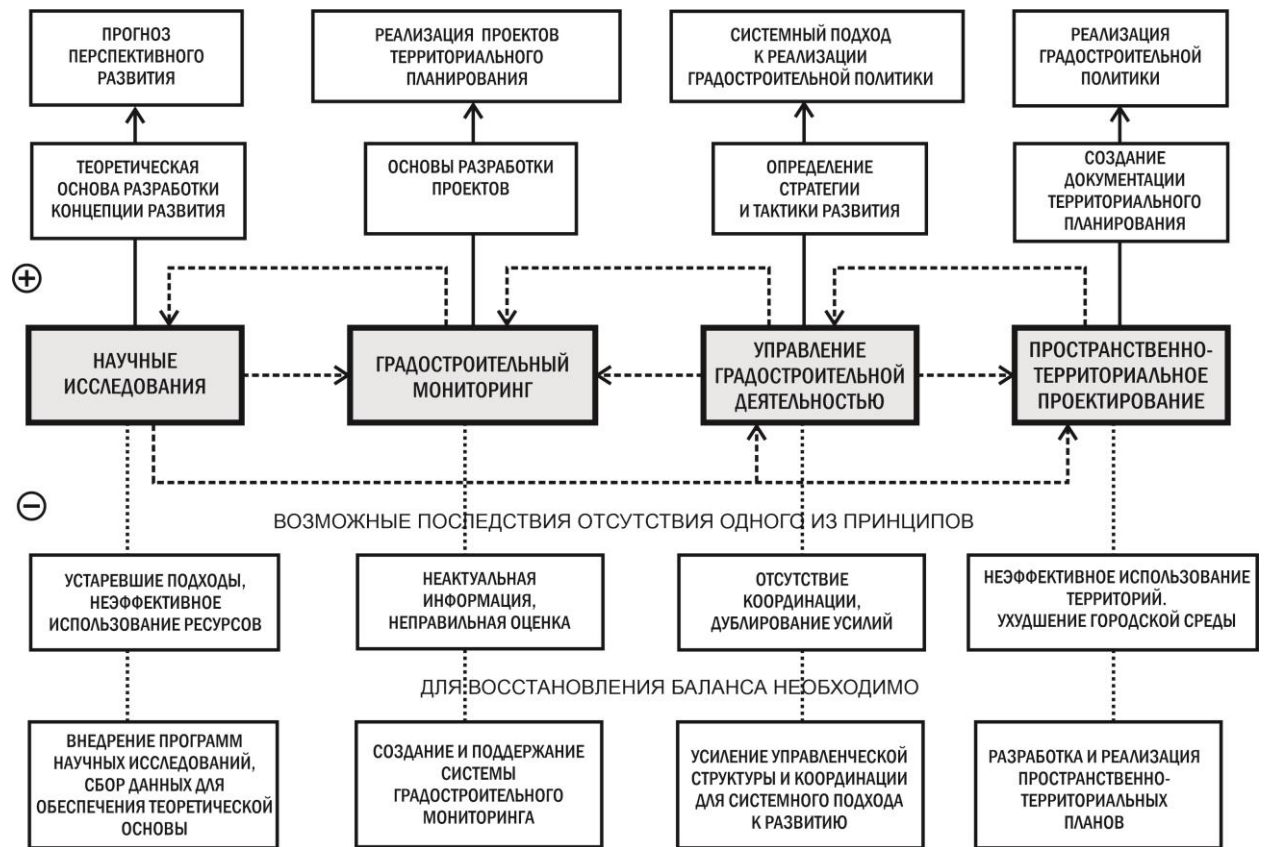 ПРОГНОЗ
ПЕРСПЕКТИВНОГО
РАЗВИТИЯ
РЕАЛИЗАЦИЯ ПРОЕКТОВ
ТЕРРИТОРИАЛЬНОГО
ПЛАНИРОВАНИЯ
СИСТЕМНЫЙ ПОДХОД
К РЕАЛИЗАЦИИ
ГРАДОСТРОИТЕЛЬНОЙ ПОЛИТИКИ
РЕАЛИЗАЦИЯ
ГРАДОСТРОИТЕЛЬНОЙ
ПОЛИТИКИ
ТЕОРЕТИЧЕСКАЯ
ОСНОВА РАЗРАБОТКИ
КОНЦЕПЦИИ РАЗВИТИЯ
ОСНОВЫ РАЗРАБОТКИ
ПРОЕКТОВ
ОПРЕДЕЛЕНИЕ
СТРАТЕГИИ
И ТАКТИКИ РАЗВИТИЯ
СОЗДАНИЕ
ДОКУМЕНТАЦИИ
ТЕРРИТОРИАЛЬНОГО
ПЛАНИРОВАНИЯ
+
НАУЧНЫЕ
ИССЛЕДОВАНИЯ
ГРАДОСТРОИТЕЛЬНЫЙ
МОНИТОРИНГ
УПРАВЛЕНИЕ
ГРАДОСТРОИТЕЛЬНОЙ
ДЕЯТЕЛЬНОСТЬЮ
ПРОСТРАНСТВЕННО-
ТЕРРИТОРИАЛЬНОЕ
ПРОЕКТИРОВАНИЕ
−
ВОЗМОЖНЫЕ ПОСЛЕДСТВИЯ ОТСУТСТВИЯ ОДНОГО ИЗ ПРИНЦИПОВ
УСТАРЕВШИЕ ПОДХОДЫ,
НЕЭФФЕКТИВНОЕ
ИСПОЛЬЗОВАНИЕ РЕСУРСОВ
НЕАКТУАЛЬНАЯ
ИНФОРМАЦИЯ,
НЕПРАВИЛЬНАЯ ОЦЕНКА
ОТСУТСТВИЕ
КООРДИНАЦИИ,
ДУБЛИРОВАНИЕ УСИЛИЙ
НЕЭФФЕКТИВНОЕ ИСПОЛЬЗОВАНИЕ
ТЕРРИТОРИЙ.
УХУДШЕНИЕ ГОРОДСКОЙ СРЕДЫ
ДЛЯ ВОССТАНОВЛЕНИЯ БАЛАНСА НЕОБХОДИМО
ВНЕДРЕНИЕ ПРОГРАММ
НАУЧНЫХ ИССЛЕДОВАНИЙ,
СБОР ДАННЫХ ДЛЯ
ОБЕСПЕЧЕНИЯ ТЕОРЕТИЧЕСКОЙ
ОСНОВЫ
СОЗДАНИЕ И ПОДДЕРЖАНИЕ
СИСТЕМЫ
ГРАДОСТРОИТЕЛЬНОГО
МОНИТОРИНГА
УСИЛЕНИЕ УПРАВЛЕНЧЕСКОЙ
СТРУКТУРЫ И КООРДИНАЦИИ
ДЛЯ СИСТЕМНОГО ПОДХОДА
К РАЗВИТИЮ
РАЗРАБОТКА И РЕАЛИЗАЦИЯ
ПРОСТРАНСТВЕННО-
ТЕРРИТОРИАЛЬНЫХ
ПЛАНОВ